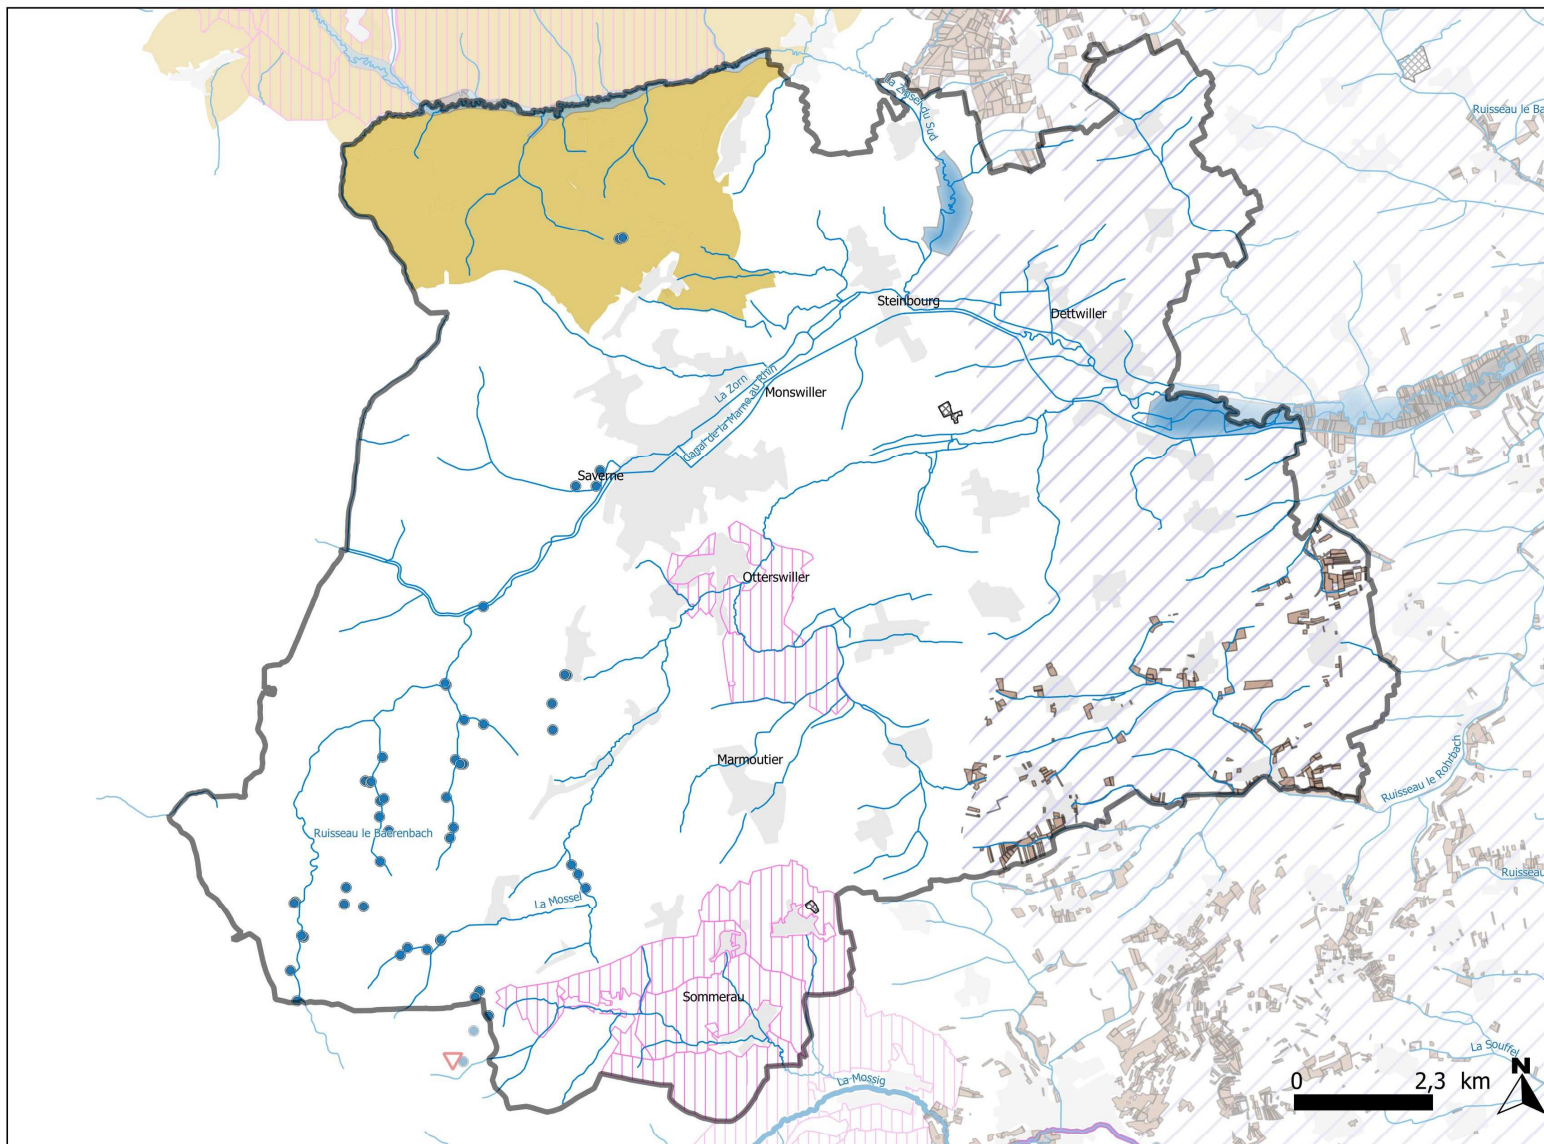 La Zinsel du Sud
Ruisseau le Ba
Steinbourg
Dettwiller
La Zorn
Monswiller
Canal de la Marne au Rhin
Saverne
Otterswiller
Marmoutier
Ruisseau le Rohrbach
Ruisseau le Baerenbach
Ruisseau
La Mossel
Sommerau
La Souffel
La Mossig
N
0 2,3 km